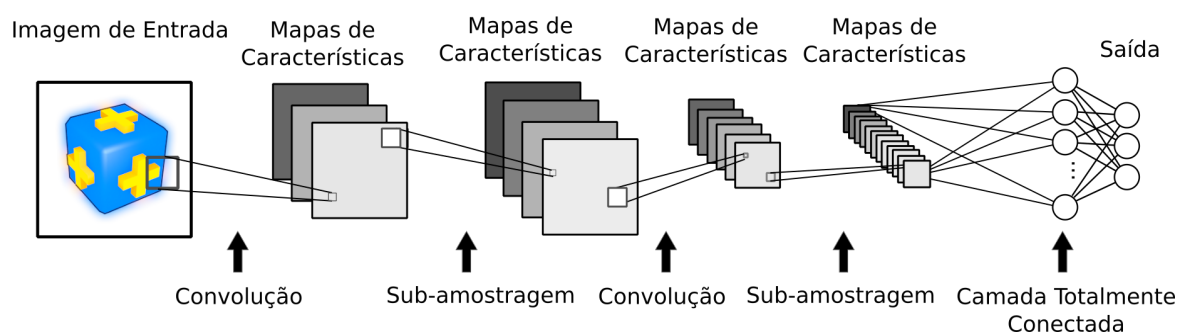 Imagem de Entrada
Mapas de
Características
Mapas de
Características
Mapas de
Características
Mapas de
Características
Saída
Convolução
Sub-amostragem
Convolução
Sub-amostragem
Camada Totalmente
Conectada